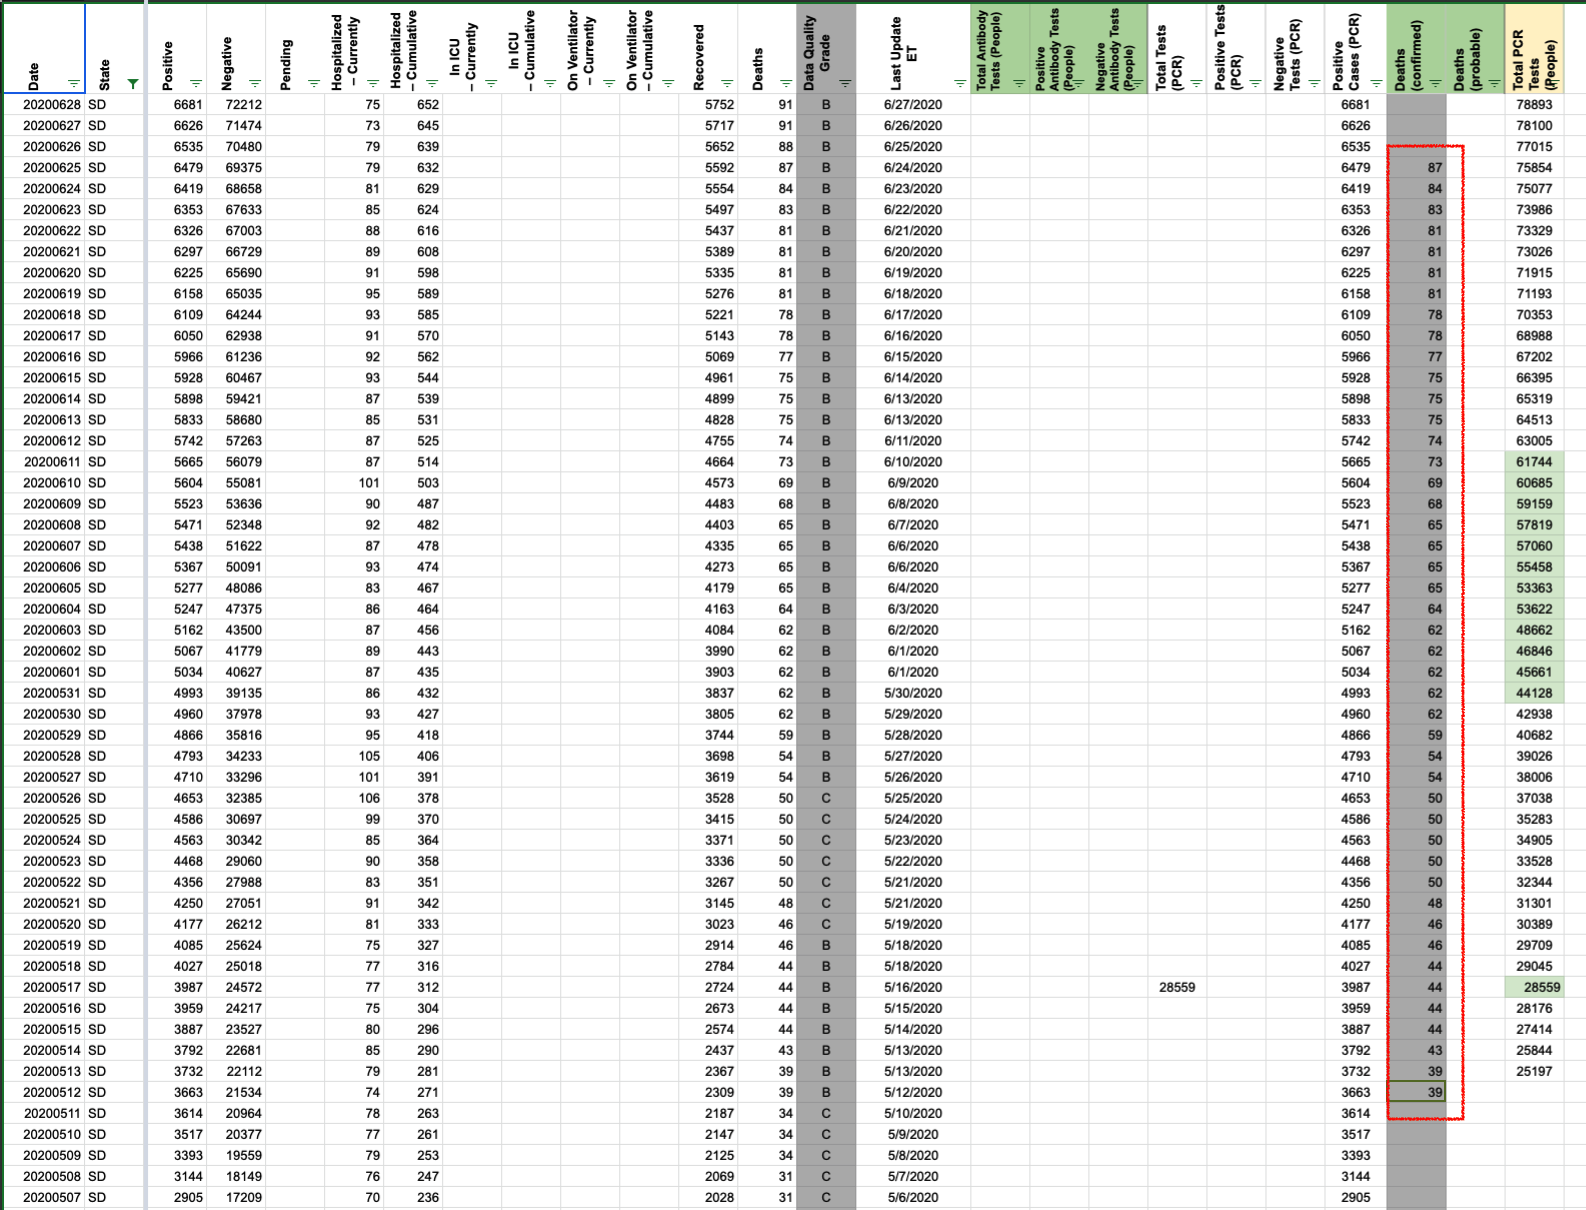 Date State Positive Negative Pending Hospitalized – Currently Hospitalized – Cumulative In ICU – Currently In ICU – Cumulative On Ventilator – Currently On Ventilator – Cumulative Recovered Deaths Data Quality Grade Last Update ET Total Antibody Tests (People) Positive Antibody Tests (People) Negative Antibody Tests (People) Total Tests (PCR) Positive Tests (PCR) Negative Tests (PCR) Positive Cases (PCR) Deaths (confirmed) Deaths (probable) Total PCR Tests (People)
20200628 SD 6681 72212 75 652 5752 91 B 6/27/2020 6681 78893
20200627 SD 6626 71474 73 645 5717 91 B 6/26/2020 6626 78100
20200626 SD 6535 70480 79 639 5652 88 B 6/25/2020 6535 77015
20200625 SD 6479 69375 79 632 5592 87 B 6/24/2020 6479 87 75854
20200624 SD 6419 68658 81 629 5554 84 B 6/23/2020 6419 84 75077
20200623 SD 6353 67633 85 624 5497 83 B 6/22/2020 6353 83 73986
20200622 SD 6326 67003 88 616 5437 81 B 6/21/2020 6326 81 73329
20200621 SD 6297 66729 89 608 5389 81 B 6/20/2020 6297 81 73026
20200620 SD 6225 65690 91 598 5335 81 B 6/19/2020 6225 81 71915
20200619 SD 6158 65035 95 589 5276 81 B 6/18/2020 6158 81 71193
20200618 SD 6109 64244 93 585 5221 78 B 6/17/2020 6109 78 70353
20200617 SD 6050 62938 91 570 5143 78 B 6/16/2020 6050 78 68988
20200616 SD 5966 61236 92 562 5069 77 B 6/15/2020 5966 77 67202
20200615 SD 5928 60467 93 544 4961 75 B 6/14/2020 5928 75 66395
20200614 SD 5898 59421 87 539 4899 75 B 6/13/2020 5898 75 65319
20200613 SD 5833 58680 85 531 4828 75 B 6/13/2020 5833 75 64513
20200612 SD 5742 57263 87 525 4755 74 B 6/11/2020 5742 74 63005
20200611 SD 5665 56079 87 514 4664 73 B 6/10/2020 5665 73 61744
20200610 SD 5604 55081 101 503 4573 69 B 6/9/2020 5604 69 60685
20200609 SD 5523 53636 90 487 4483 68 B 6/8/2020 5523 68 59159
20200608 SD 5471 52348 92 482 4403 65 B 6/7/2020 5471 65 57819
20200607 SD 5438 51622 87 478 4335 65 B 6/6/2020 5438 65 57060
20200606 SD 5367 50091 93 474 4273 65 B 6/6/2020 5367 65 55458
20200605 SD 5277 48086 83 467 4179 65 B 6/4/2020 5277 65 53363
20200604 SD 5247 47375 86 464 4163 64 B 6/3/2020 5247 64 53622
20200603 SD 5162 43500 87 456 4084 62 B 6/2/2020 5162 62 48662
20200602 SD 5067 41779 89 443 3990 62 B 6/1/2020 5067 62 46846
20200601 SD 5034 40627 87 435 3903 62 B 6/1/2020 5034 62 45661
20200531 SD 4993 39135 86 432 3837 62 B 5/30/2020 4993 62 44128
20200530 SD 4960 37978 93 427 3805 62 B 5/29/2020 4960 62 42938
20200529 SD 4866 35816 95 418 3744 59 B 5/28/2020 4866 59 40682
20200528 SD 4793 34233 105 406 3698 54 B 5/27/2020 4793 54 39026
20200527 SD 4710 33296 101 391 3619 54 B 5/26/2020 4710 54 38006
20200526 SD 4653 32385 106 378 3528 50 C 5/25/2020 4653 50 37038
20200525 SD 4586 30697 99 370 3415 50 C 5/24/2020 4586 50 35283
20200524 SD 4563 30342 85 364 3371 50 C 5/23/2020 4563 50 34905
20200523 SD 4468 29060 90 358 3336 50 C 5/22/2020 4468 50 33528
20200522 SD 4356 27988 83 351 3267 50 C 5/21/2020 4356 50 32344
20200521 SD 4250 27051 91 342 3145 48 C 5/21/2020 4250 48 31301
20200520 SD 4177 26212 81 333 3023 46 C 5/19/2020 4177 46 30389
20200519 SD 4085 25624 75 327 2914 46 B 5/18/2020 4085 46 29709
20200518 SD 4027 25018 77 316 2784 44 B 5/18/2020 4027 44 29045
20200517 SD 3987 24572 77 312 2724 44 B 5/16/2020 28559 3987 44 28559
20200516 SD 3959 24217 75 304 2673 44 B 5/15/2020 3959 44 28176
20200515 SD 3887 23527 80 296 2574 44 B 5/14/2020 3887 44 27414
20200514 SD 3792 22681 85 290 2437 43 B 5/13/2020 3792 43 25844
20200513 SD 3732 22112 79 281 2367 39 B 5/13/2020 3732 39 25197
20200512 SD 3663 21534 74 271 2309 39 B 5/12/2020 3663 39
20200511 SD 3614 20964 78 263 2187 34 C 5/10/2020 3614
20200510 SD 3517 20377 77 261 2147 34 C 5/9/2020 3517
20200509 SD 3393 19559 79 253 2125 34 C 5/8/2020 3393
20200508 SD 3144 18149 76 247 2069 31 C 5/7/2020 3144
20200507 SD 2905 17209 70 236 2028 31 C 5/6/2020 2905